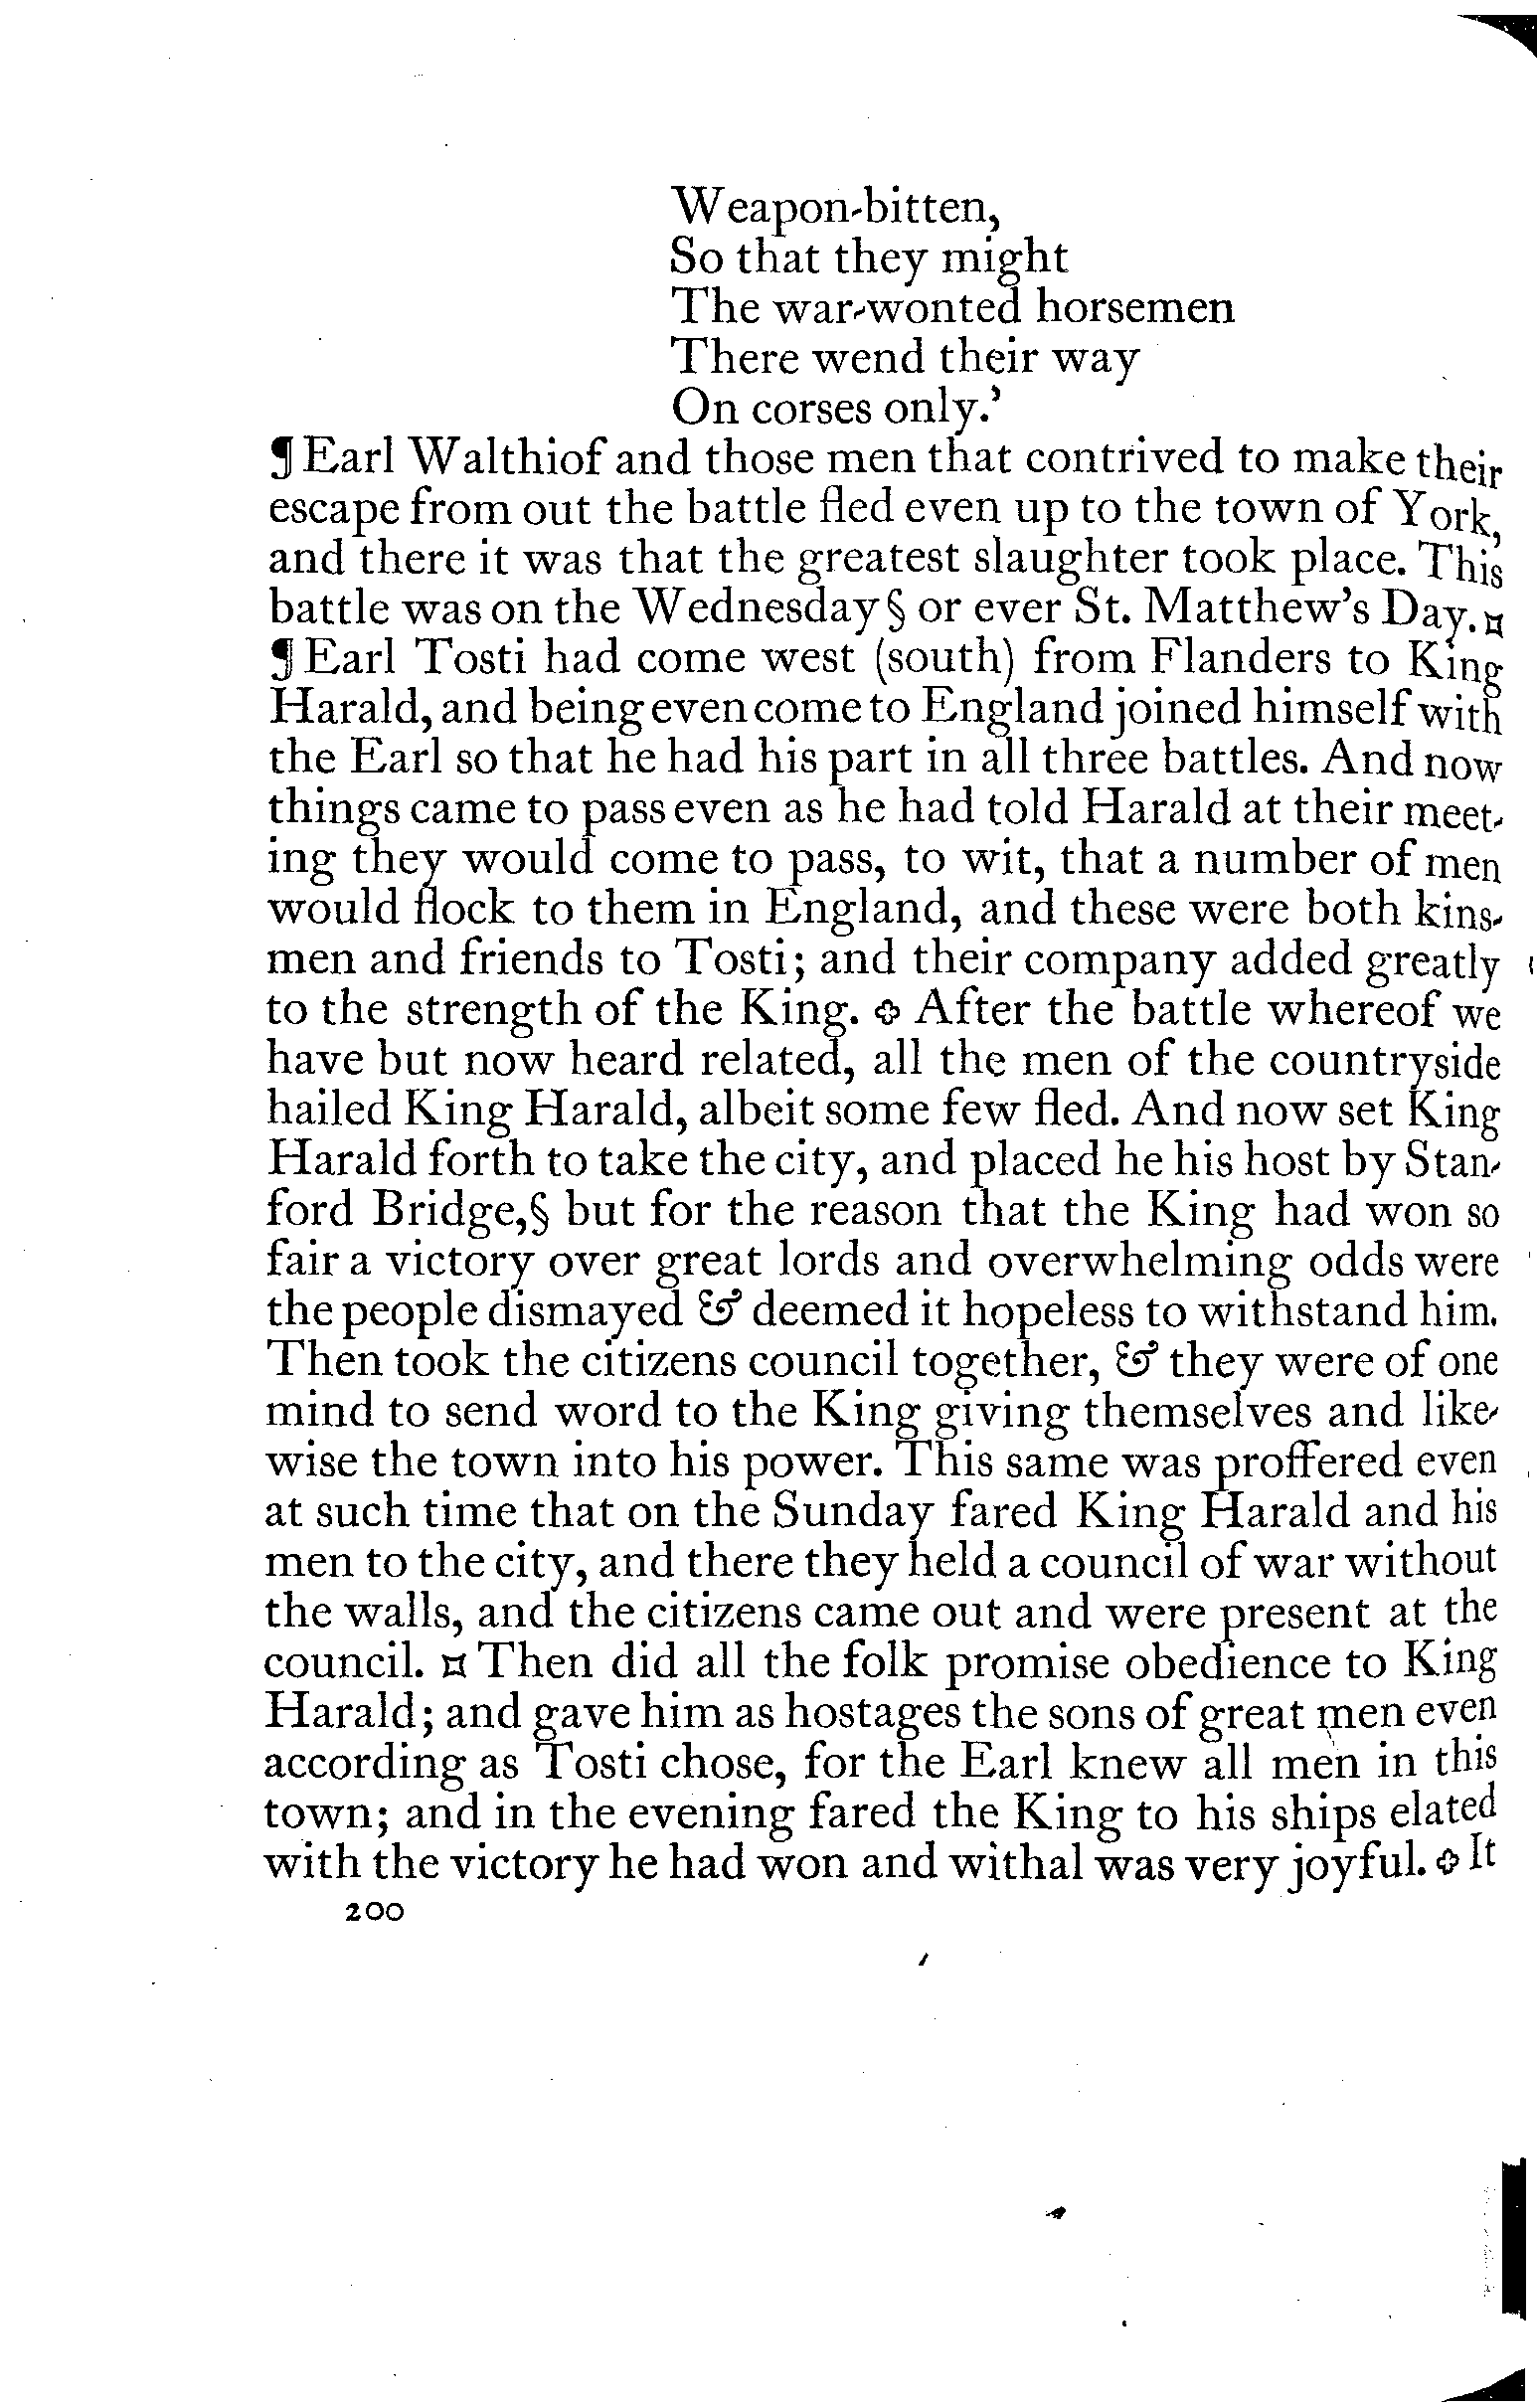 Weapon-bitten,
So that they might
The war-wonted horsemen
There wend their way
On corses only.’
¶ Earl Walthiof and those men that contrived to make their
escape from out the battle fled even up to the town of York,
and there it was that the greatest slaughter took place. This
battle was on the Wednesday § or ever St. Matthew’s Day. ¤
¶ Earl Tosti had come west (south) from Flanders to King
Harald, and being even come to England joined himself with
the Earl so that he had his part in all three battles. And now
things came to pass even as he had told Harald at their meet-
ing they would come to pass, to wit, that a number of men
would flock to them in England, and these were both kins-
men and friends to Tosti; and their company added greatly
to the strength of the King. ✤ After the battle whereof we
have but now heard related, all the men of the countryside
hailed King Harald, albeit some few fled. And now set King
Harald forth to take the city, and placed he his host by Stan-
ford Bridge,§ but for the reason that the King had won so
fair a victory over great lords and overwhelming odds were
the people dismayed & deemed it hopeless to withstand him.
Then took the citizens council together, & they were of one
mind to send word to the King giving themselves and like-
wise the town into his power. This same was proffered even
at such time that on the Sunday fared King Harald and his
men to the city, and there they held a council of war without
the walls, and the citizens came out and were present at the
council. ¤ Then did all the folk promise obedience to King
Harald; and gave him as hostages the sons of great men even
according as Tosti chose, for the Earl knew all men in this
town; and in the evening fared the King to his ships elated
with the victory he had won and withal was very joyful. ✤ It
200